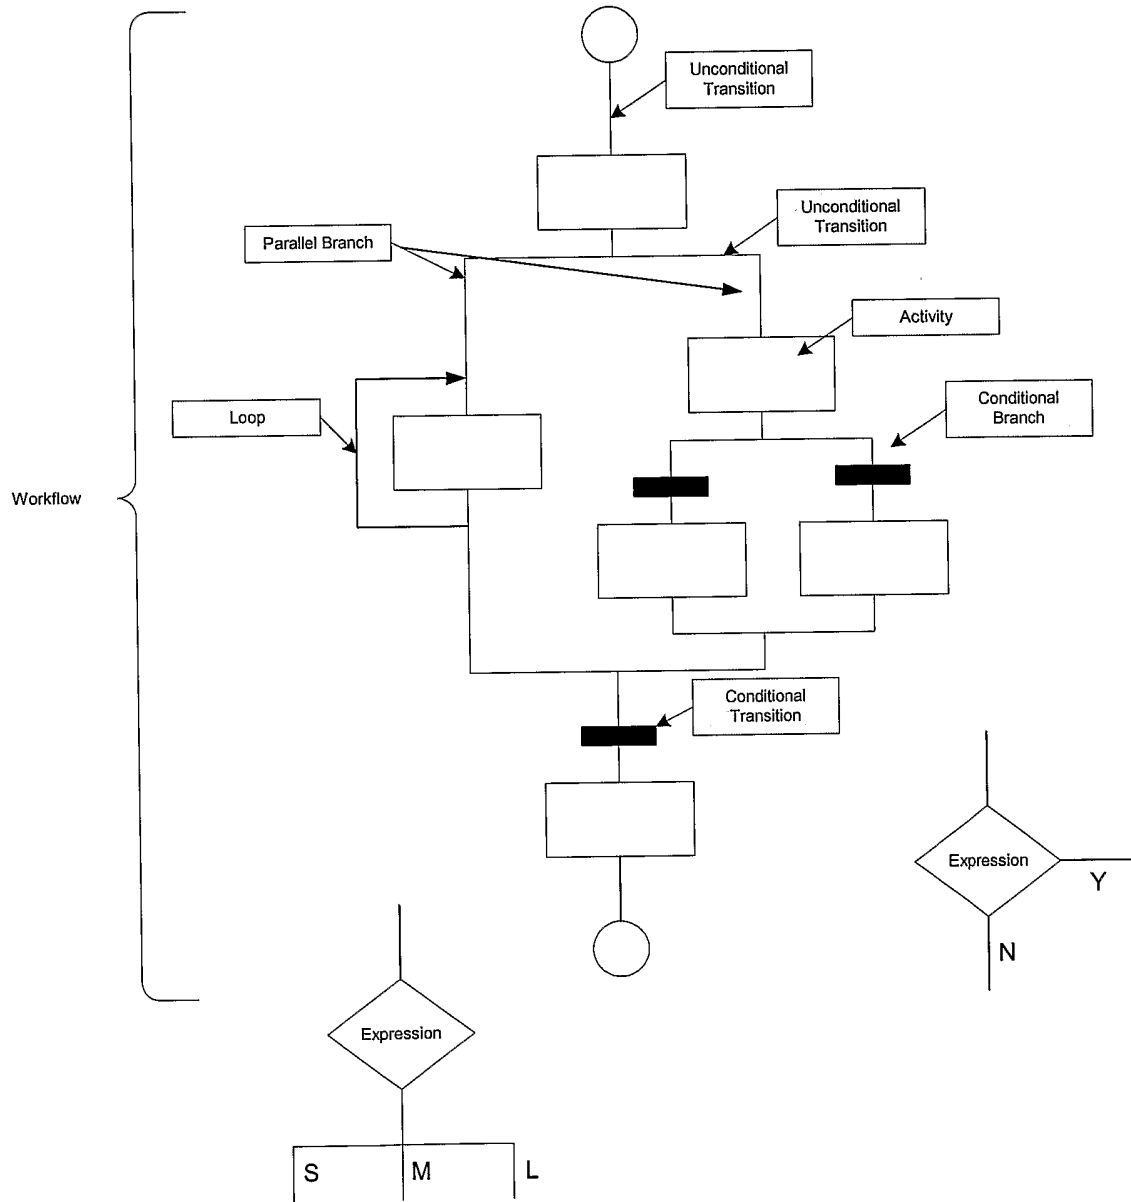 Unconditional
Transition
Unconditional
Transition
Parallel Branch
Activity
Loop
Conditional
Branch
Workflow
Conditional
Transition
Expression
Y
N
Expression
S
M
L